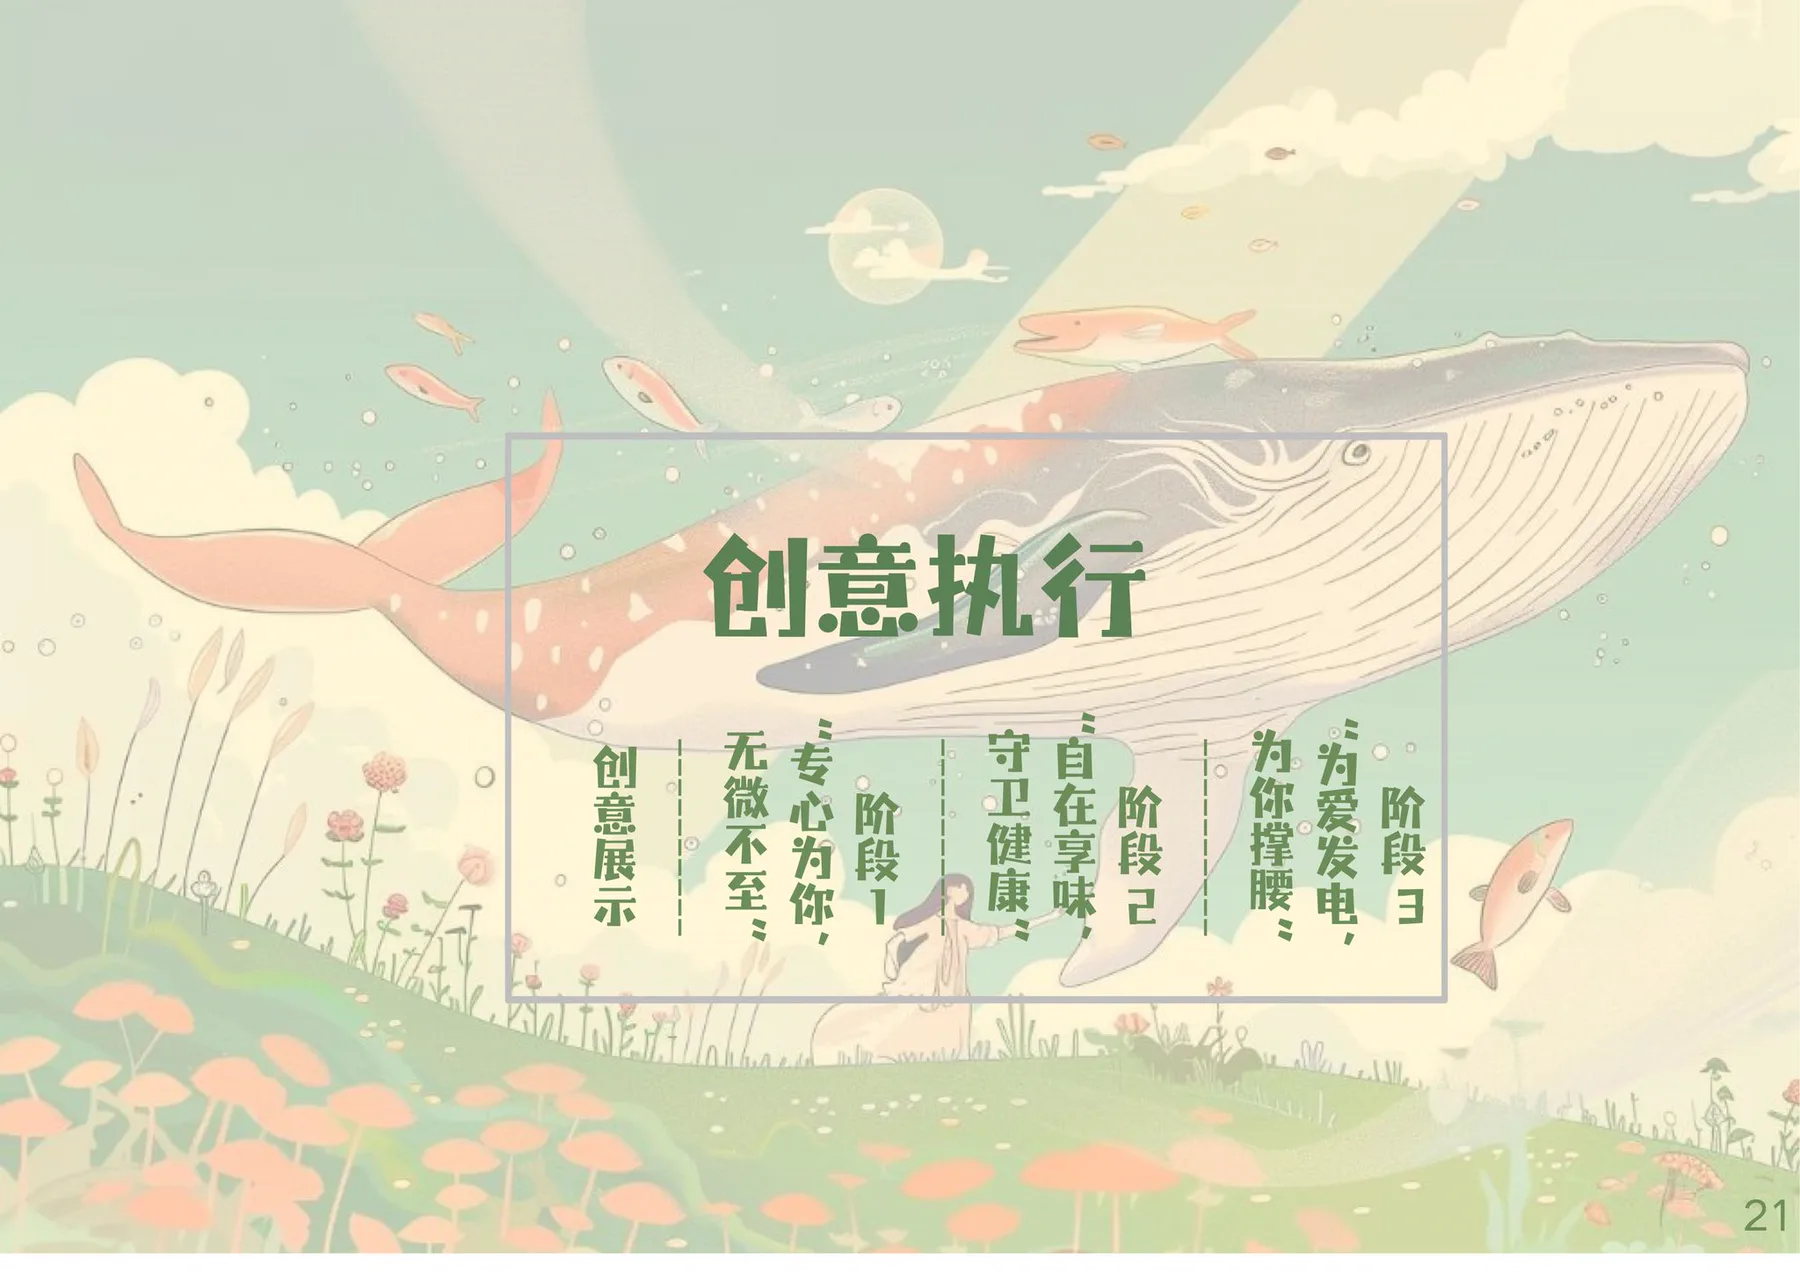 创意执行
创意展示
阶段1
“专心为你，
无微不至”
阶段2
“自在享味，
守卫健康”
阶段3
“为爱发电，
为你撑腰”
21